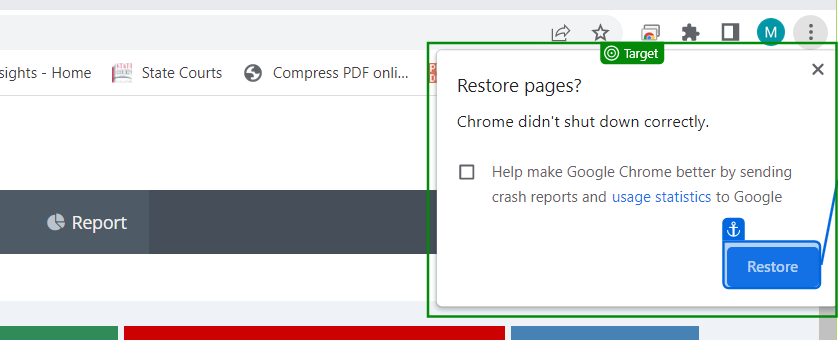 M
Target
sights - Home
State Courts
Compress PDF onli...
Restore pages?
Chrome didn't shut down correctly.
Help make Google Chrome better by sending
crash reports and usage statistics to Google
Report
Restore